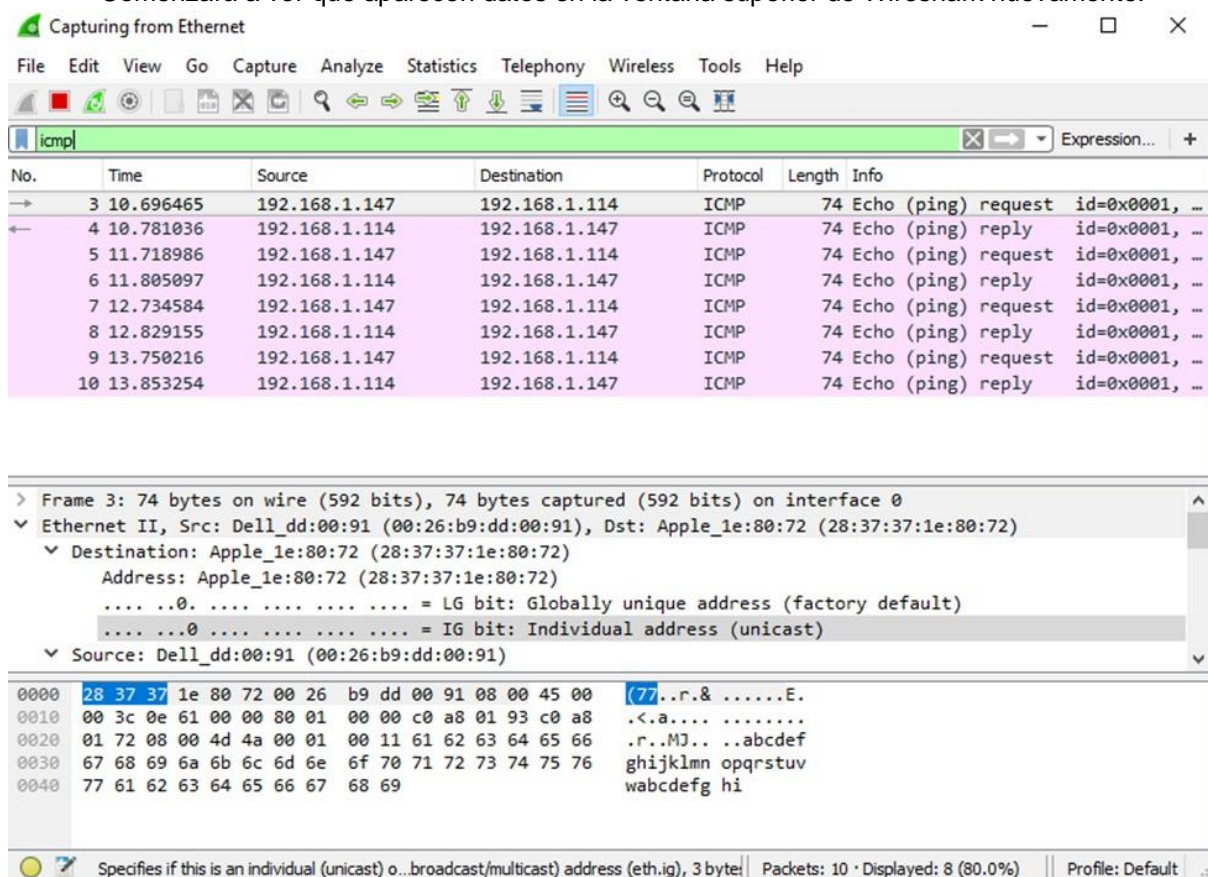 Comenzará a ver que aparecen datos en la ventana superior de Wireshark nuevamente.
Capturing from Ethernet
File Edit View Go Capture Analyze Statistics Telephony Wireless Tools Help
icmp Expression... +
No. Time Source Destination Protocol Length Info
3 10.696465 192.168.1.147 192.168.1.114 ICMP 74 Echo (ping) request id=0x0001, …
4 10.781036 192.168.1.114 192.168.1.147 ICMP 74 Echo (ping) reply id=0x0001, …
5 11.718986 192.168.1.147 192.168.1.114 ICMP 74 Echo (ping) request id=0x0001, …
6 11.805097 192.168.1.114 192.168.1.147 ICMP 74 Echo (ping) reply id=0x0001, …
7 12.734584 192.168.1.147 192.168.1.114 ICMP 74 Echo (ping) request id=0x0001, …
8 12.829155 192.168.1.114 192.168.1.147 ICMP 74 Echo (ping) reply id=0x0001, …
9 13.750216 192.168.1.147 192.168.1.114 ICMP 74 Echo (ping) request id=0x0001, …
10 13.853254 192.168.1.114 192.168.1.147 ICMP 74 Echo (ping) reply id=0x0001, …
> Frame 3: 74 bytes on wire (592 bits), 74 bytes captured (592 bits) on interface 0
Ethernet II, Src: Dell_dd:00:91 (00:26:b9:dd:00:91), Dst: Apple_1e:80:72 (28:37:37:1e:80:72)
Destination: Apple_1e:80:72 (28:37:37:1e:80:72)
Address: Apple_1e:80:72 (28:37:37:1e:80:72)
.... ..0. .... .... .... .... = LG bit: Globally unique address (factory default)
.... ...0 .... .... .... .... = IG bit: Individual address (unicast)
Source: Dell_dd:00:91 (00:26:b9:dd:00:91)
0000 28 37 37 1e 80 72 00 26 b9 dd 00 91 08 00 45 00 (77..r.& ......E.
0010 00 3c 0e 61 00 00 80 01 00 00 c0 a8 01 93 c0 a8 .<.a.... ........
0020 01 72 08 00 4d 4a 00 01 00 11 61 62 63 64 65 66 .r..MJ.. ..abcdef
0030 67 68 69 6a 6b 6c 6d 6e 6f 70 71 72 73 74 75 76 ghijklmn opqrstuv
0040 77 61 62 63 64 65 66 67 68 69 wabcdefg hi
Specifies if this is an individual (unicast) o...broadcast/multicast) address (eth.ig), 3 bytes Packets: 10 · Displayed: 8 (80.0%) Profile: Default